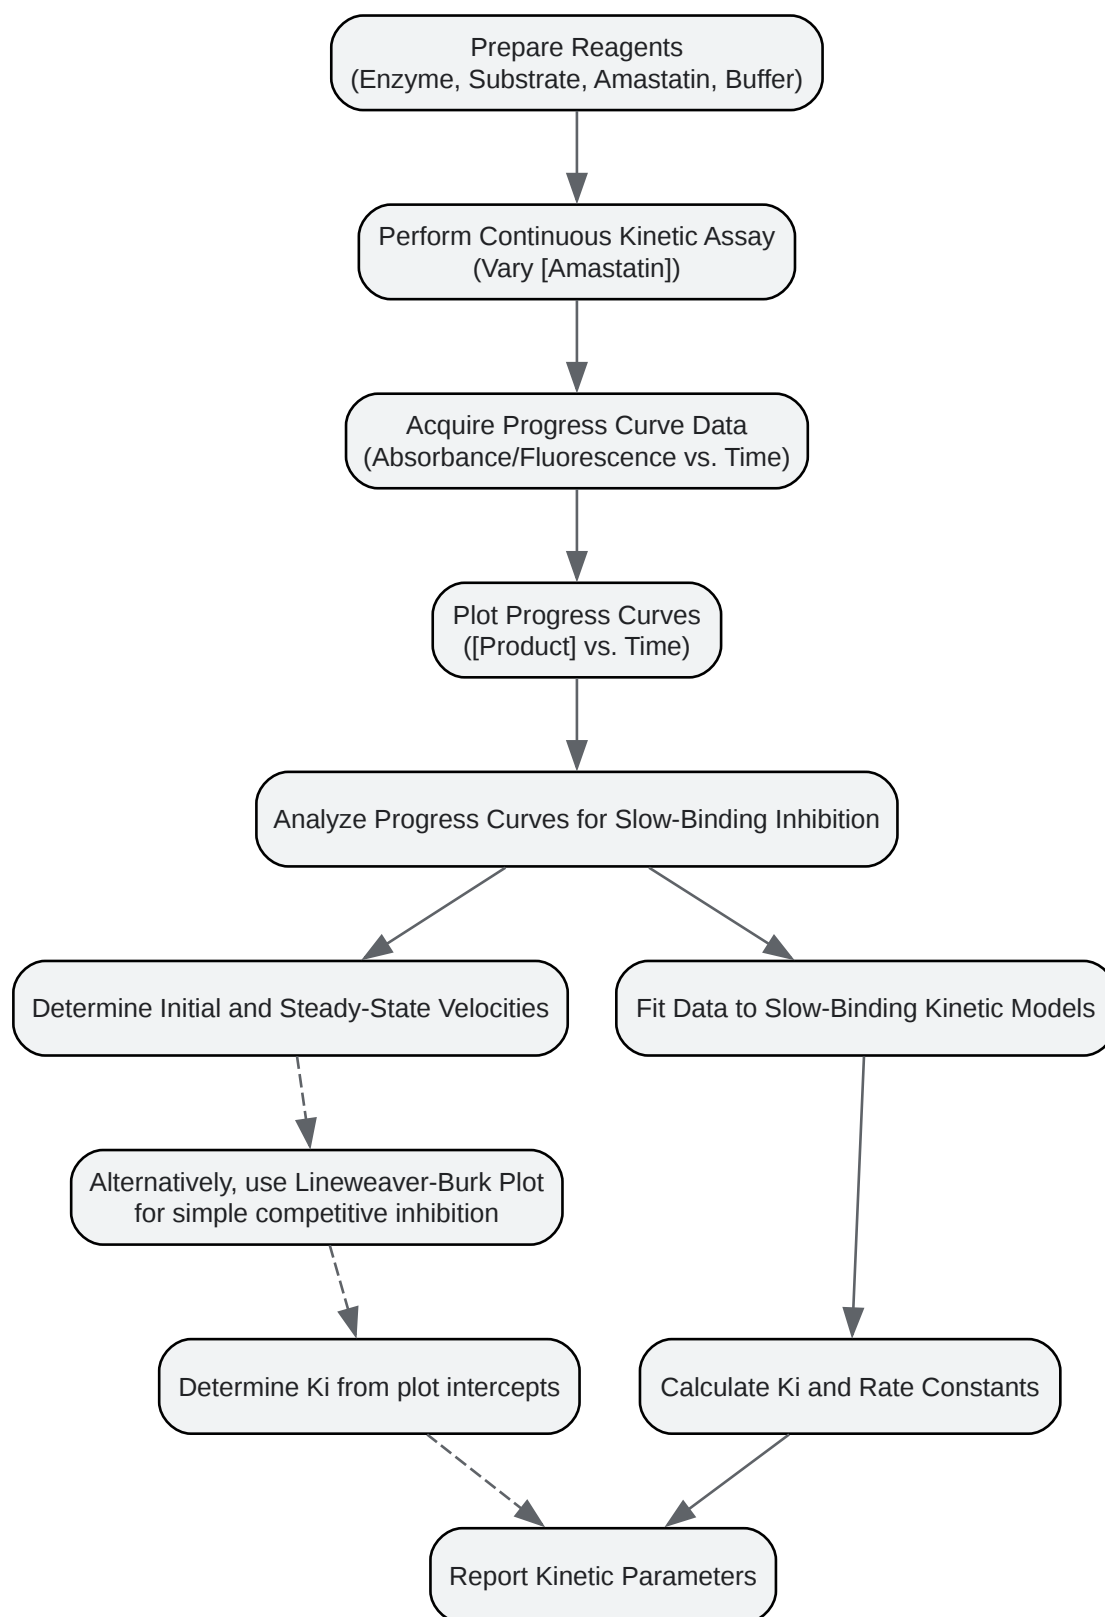 Prepare Reagents
(Enzyme, Substrate, Amastatin, Buffer)
Perform Continuous Kinetic Assay
(Vary [Amastatin])
Acquire Progress Curve Data
(Absorbance/Fluorescence vs. Time)
Plot Progress Curves
([Product] vs. Time)
Analyze Progress Curves for Slow-Binding Inhibition
Determine Initial and Steady-State Velocities
Fit Data to Slow-Binding Kinetic Models
Alternatively, use Lineweaver-Burk Plot
for simple competitive inhibition
Determine Ki from plot intercepts
Calculate Ki and Rate Constants
Report Kinetic Parameters